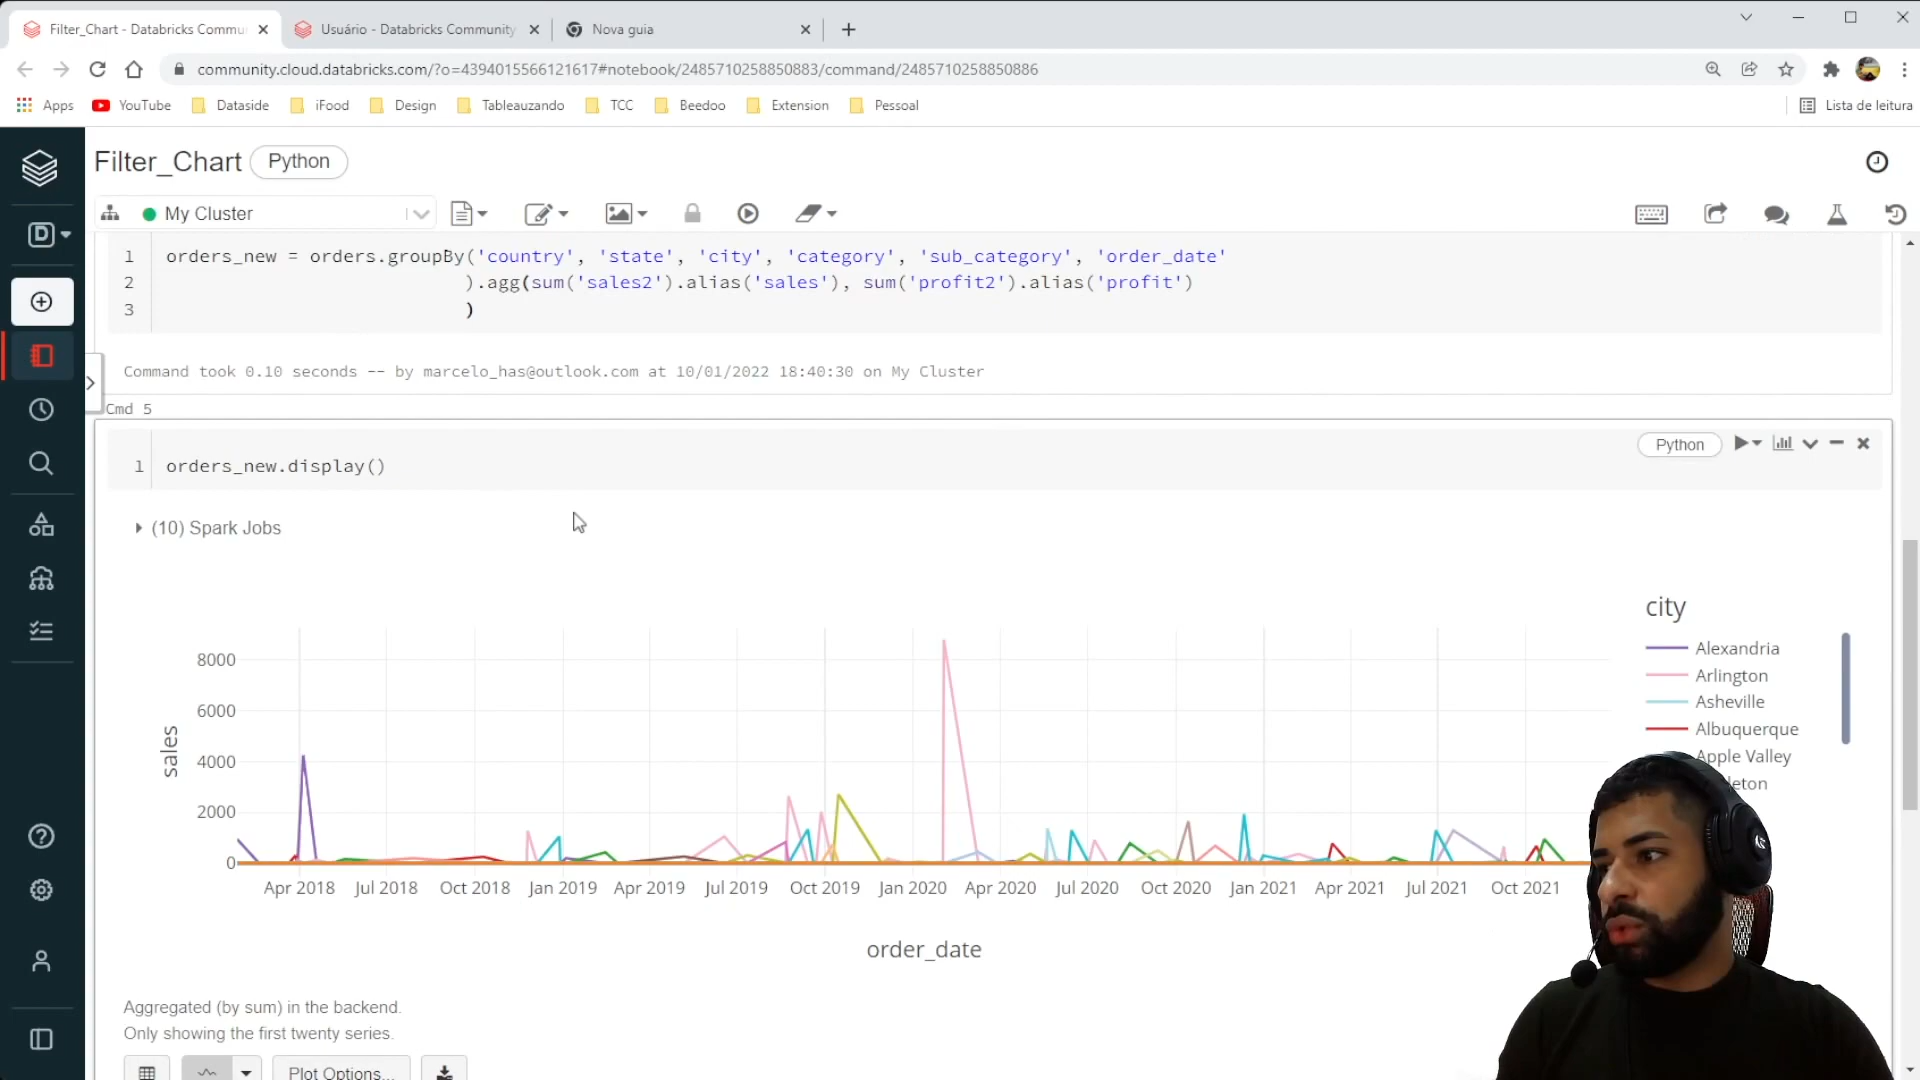 Filter_Chart - Databricks Commu
Usuário - Databricks Community
Nova guia
community.cloud.databricks.com/?o=4394015566121617#notebook/2485710258850883/command/2485710258850886
Apps
YouTube
Dataside
iFood
Design
Tableauzando
TCC
Beedoo
Extension
Pessoal
Lista de leitura
Filter_Chart
Python
D
My Cluster
1 orders_new = orders.groupBy('country', 'state', 'city', 'category', 'sub_category', 'order_date'
2 ).agg(sum('sales2').alias('sales'), sum('profit2').alias('profit')
3 )
Command took 0.10 seconds -- by marcelo_has@outlook.com at 10/01/2022 18:40:30 on My Cluster
Cmd 5
Python
1 orders_new.display()
(10) Spark Jobs
city
Alexandria
Arlington
Asheville
Albuquerque
Apple Valley
leton
8000
6000
4000
2000
0
sales
Apr 2018
Jul 2018
Oct 2018
Jan 2019
Apr 2019
Jul 2019
Oct 2019
Jan 2020
Apr 2020
Jul 2020
Oct 2020
Jan 2021
Apr 2021
Jul 2021
Oct 2021
order_date
Aggregated (by sum) in the backend.
Only showing the first twenty series.
Plot Options...